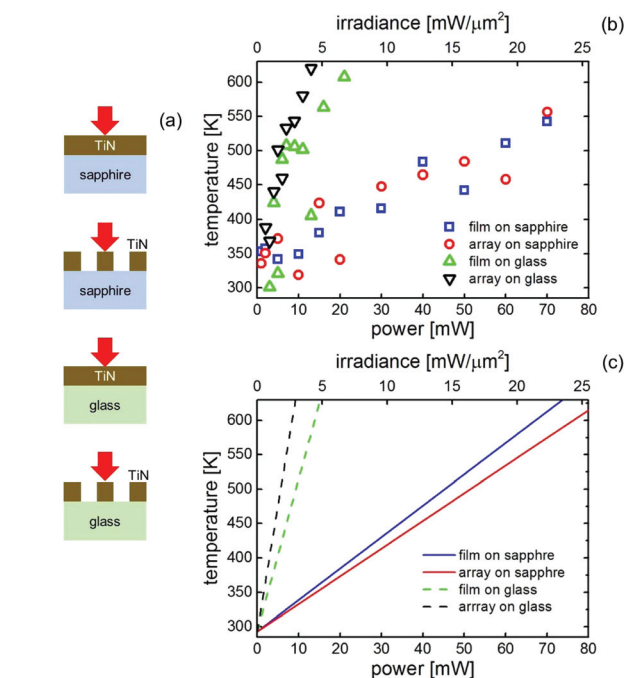 (a)
TiN
sapphire
TiN
sapphire
TiN
glass
TiN
glass
irradiance [mW/μm²]
(b)
0 5 10 15 20 25
temperature [K]
600
550
500
450
400
350
300
film on sapphire
array on sapphire
film on glass
array on glass
0 10 20 30 40 50 60 70 80
power [mW]
irradiance [mW/μm²]
(c)
0 5 10 15 20 25
temperature [K]
600
550
500
450
400
350
300
film on sapphre
array on sapphre
film on glass
arrray on glass
0 10 20 30 40 50 60 70 80
power [mW]